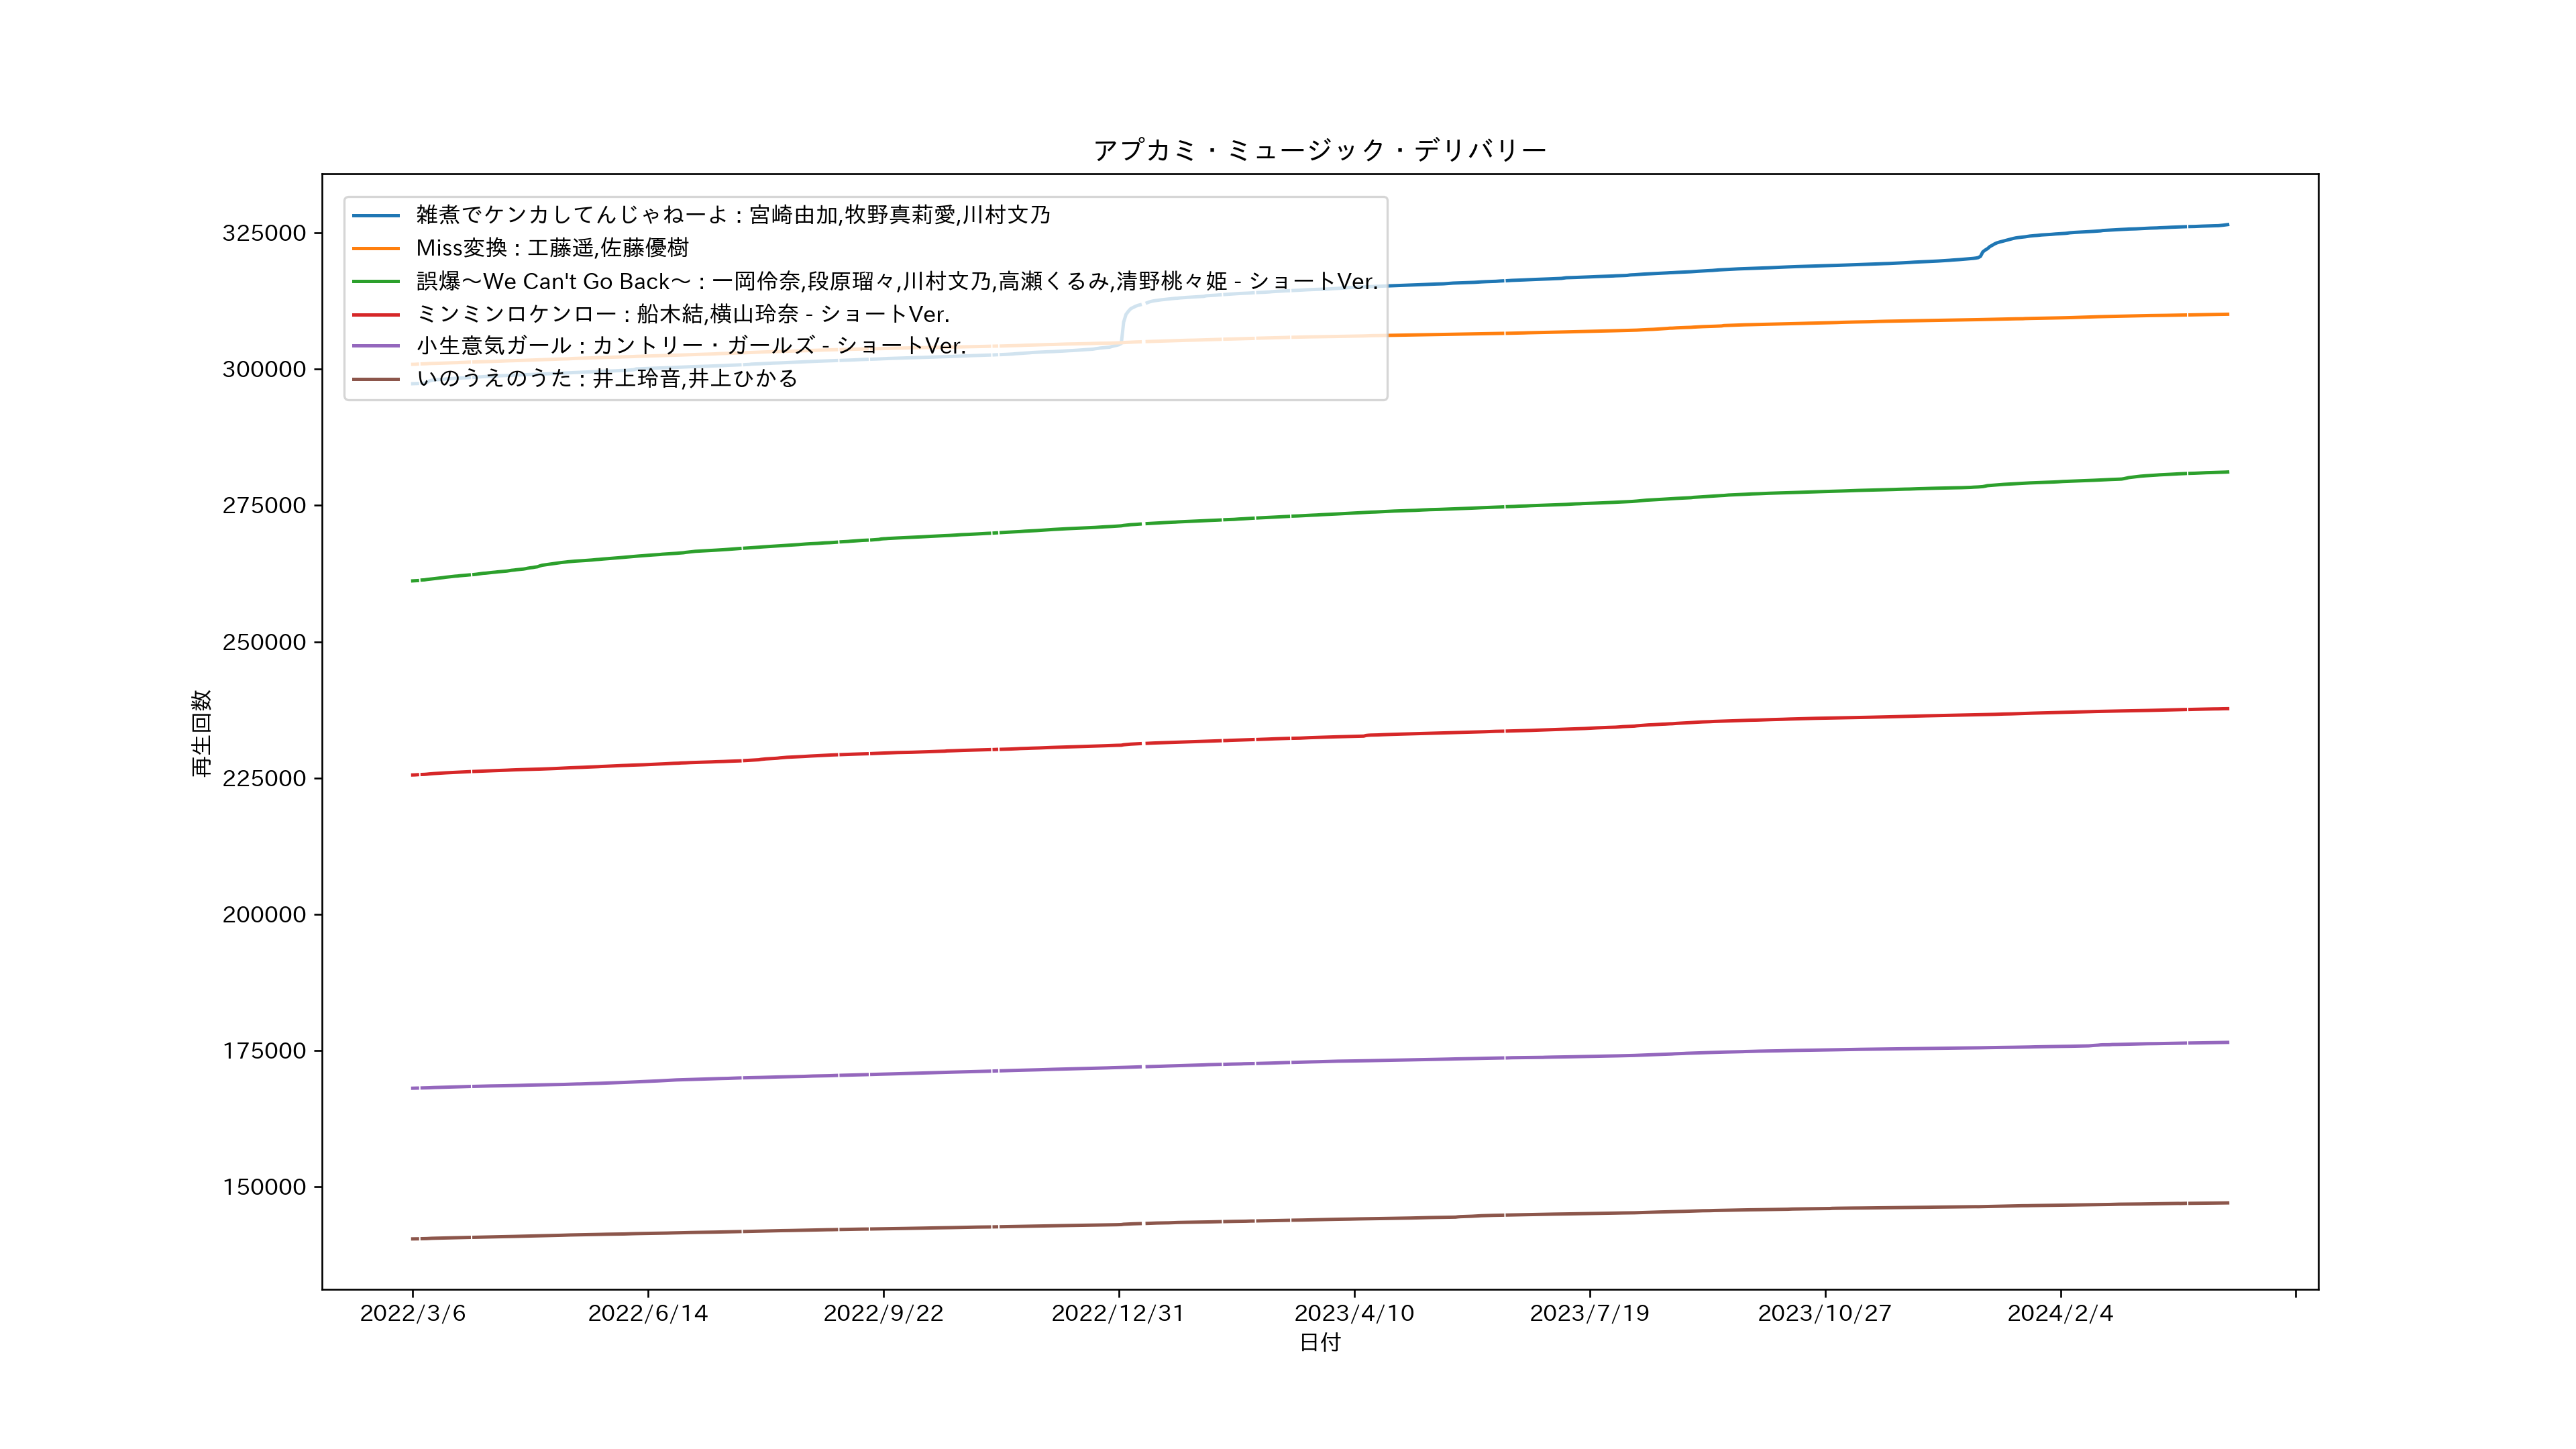 アプカミ・ミュージック・デリバリー
雑煮でケンカしてんじゃねーよ : 宮崎由加,牧野真莉愛,川村文乃
Miss変換 : 工藤遥,佐藤優樹
誤爆〜We Can't Go Back〜 : 一岡伶奈,段原瑠々,川村文乃,高瀬くるみ,清野桃々姫 - ショートVer.
ミンミンロケンロー : 船木結,横山玲奈 - ショートVer.
小生意気ガール : カントリー・ガールズ - ショートVer.
いのうえのうた : 井上玲音,井上ひかる
325000
300000
275000
250000
225000
200000
175000
150000
再生回数
2022/3/6
2022/6/14
2022/9/22
2022/12/31
2023/4/10
2023/7/19
2023/10/27
2024/2/4
日付